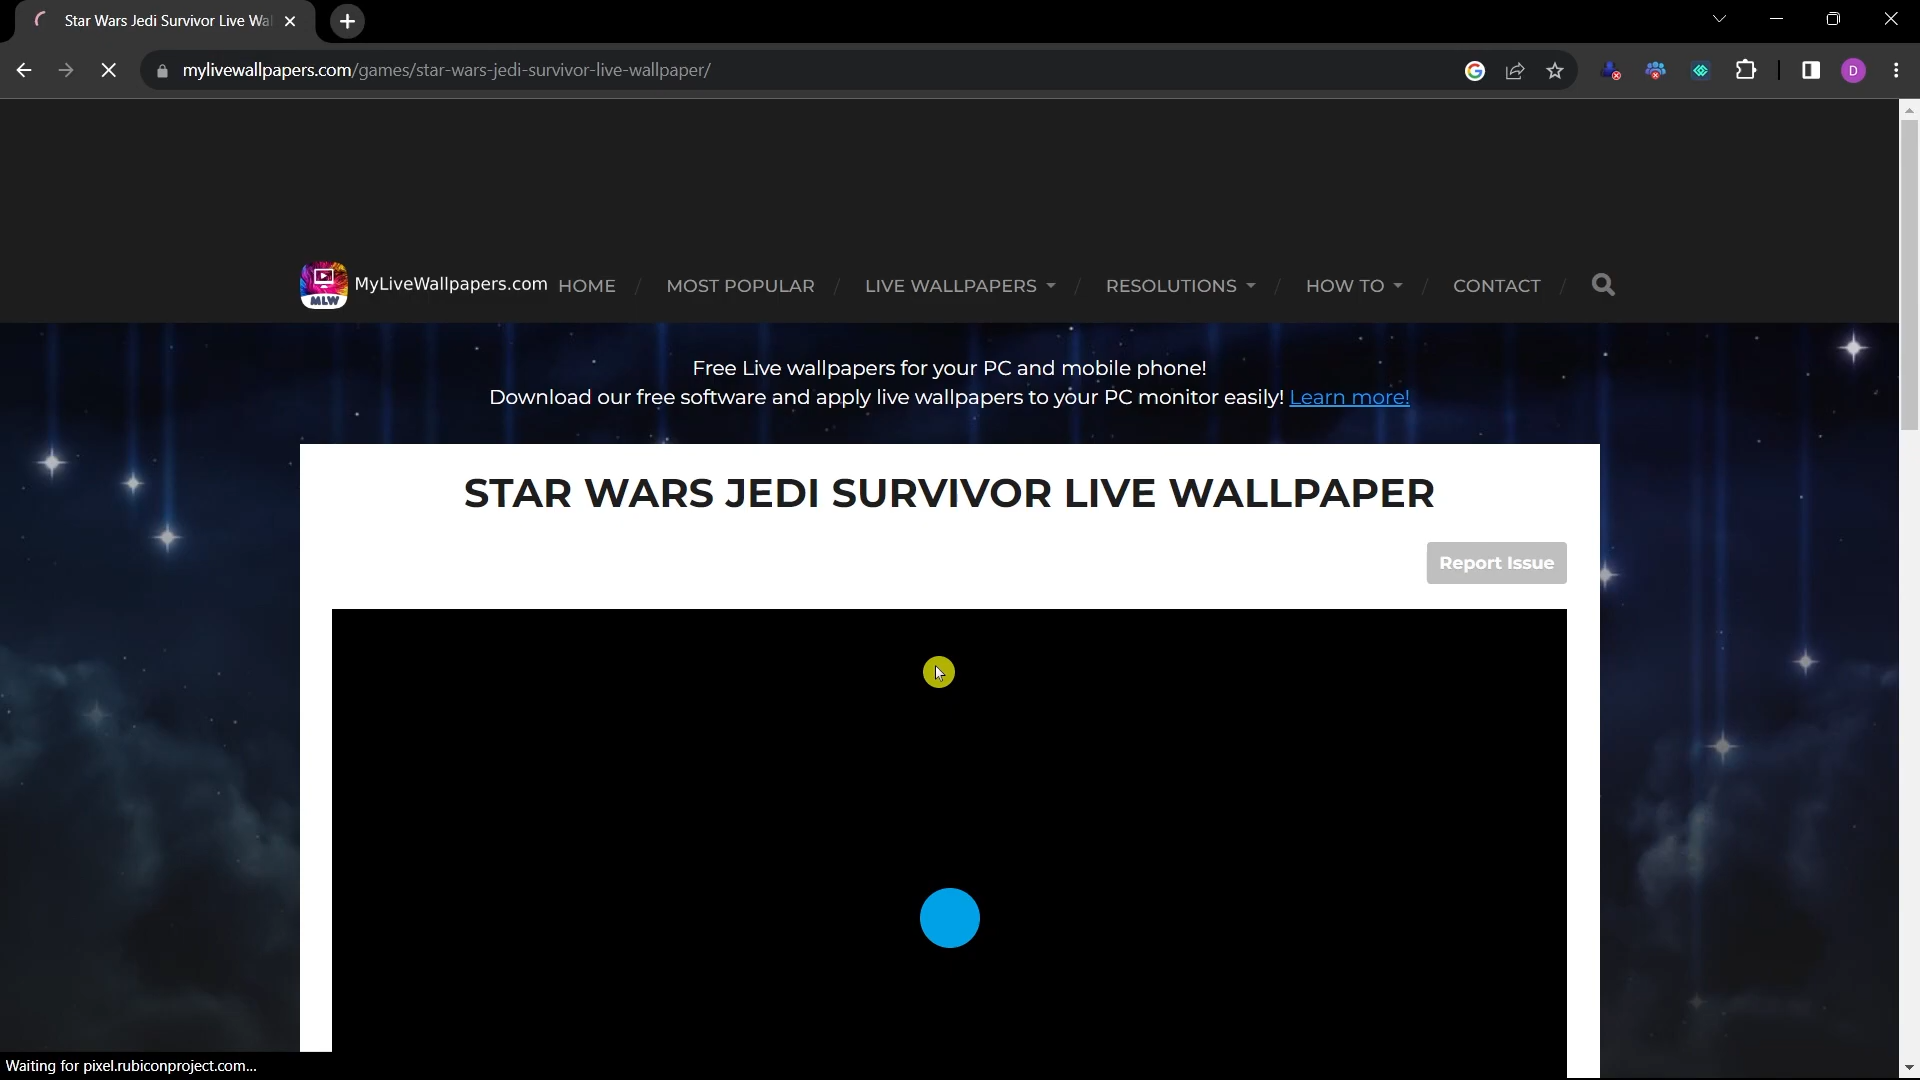 Star Wars Jedi Survivor Live Wa
mylivewallpapers.com/games/star-wars-jedi-survivor-live-wallpaper/
D
MLW
MyLiveWallpapers.com
HOME / MOST POPULAR / LIVE WALLPAPERS / RESOLUTIONS / HOW TO / CONTACT /
Free Live wallpapers for your PC and mobile phone!
Download our free software and apply live wallpapers to your PC monitor easily! Learn more!
STAR WARS JEDI SURVIVOR LIVE WALLPAPER
Report Issue
Waiting for pixel.rubiconproject.com...